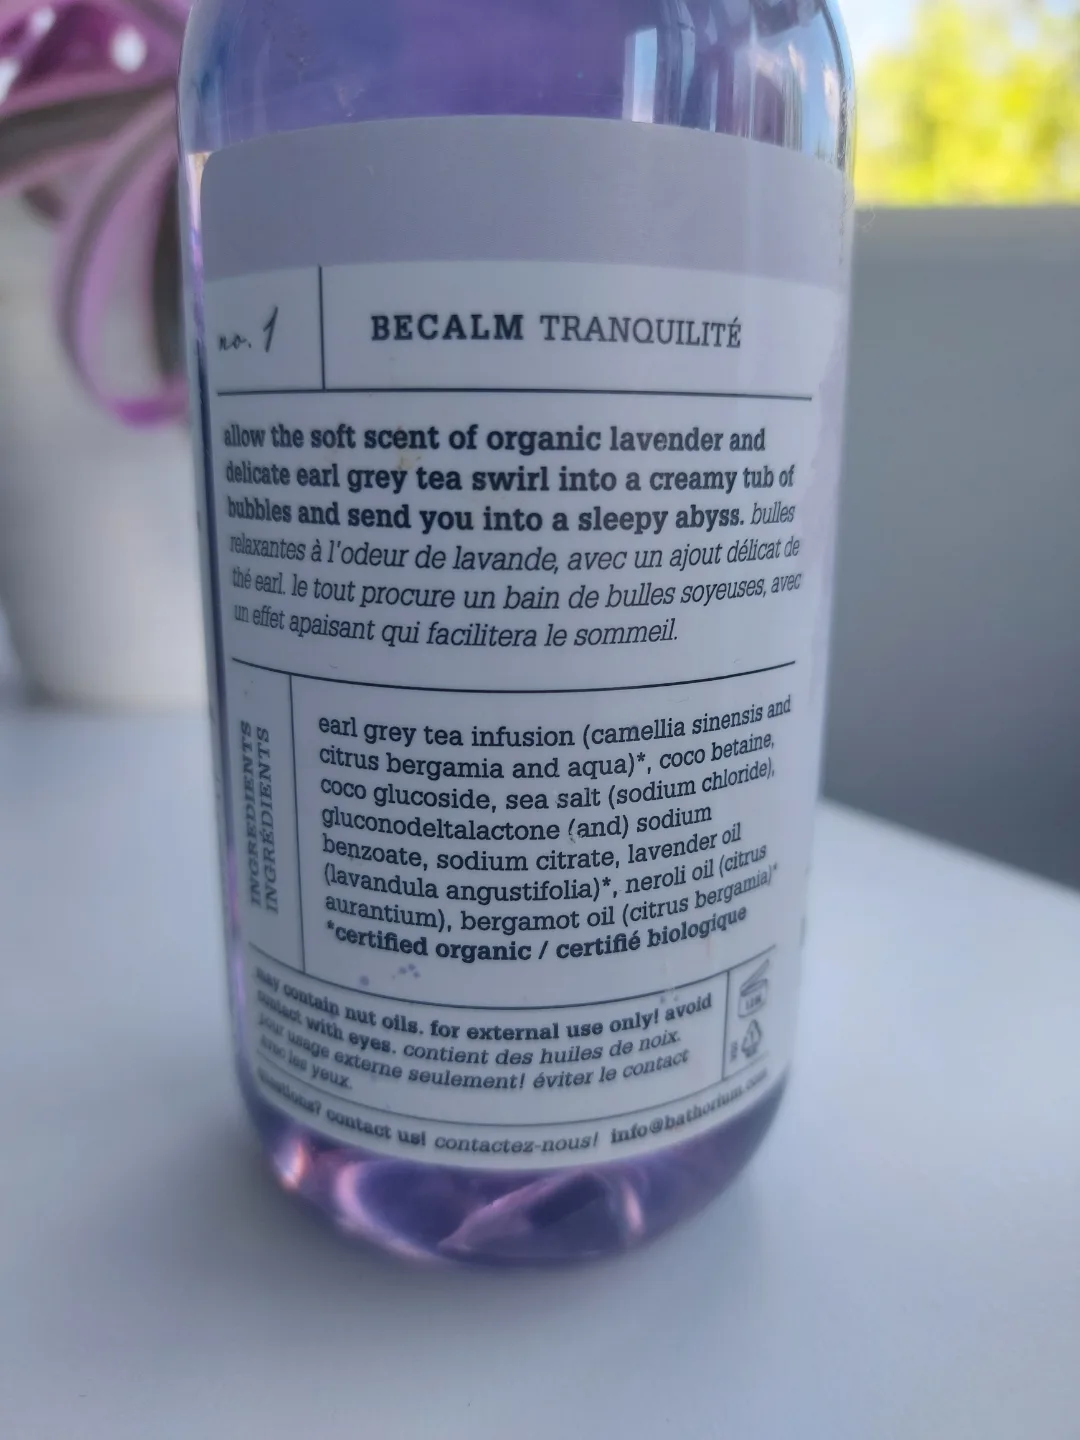 no. 1
BECALM TRANQUILITÉ
allow the soft scent of organic lavender and
delicate earl grey tea swirl into a creamy tub of
bubbles and send you into a sleepy abyss. bulles
relaxantes à l'odeur de lavande, avec un ajout délicat de
thé earl. le tout procure un bain de bulles soyeuses, avec
un effet apaisant qui facilitera le sommeil.
INGREDIENTS
INGRÉDIENTS
earl grey tea infusion (camellia sinensis and
citrus bergamia and aqua)*, coco betaine,
coco glucoside, sea salt (sodium chloride),
gluconodeltalactone (and) sodium
benzoate, sodium citrate, lavender oil
(lavandula angustifolia)*, neroli oil (citrus
aurantium), bergamot oil (citrus bergamia)*
*certified organic / certifié biologique
may contain nut oils. for external use only! avoid
contact with eyes. contient des huiles de noix.
pour usage externe seulement! éviter le contact
avec les yeux.
questions? contact us! contactez-nous! info@bathorium.com